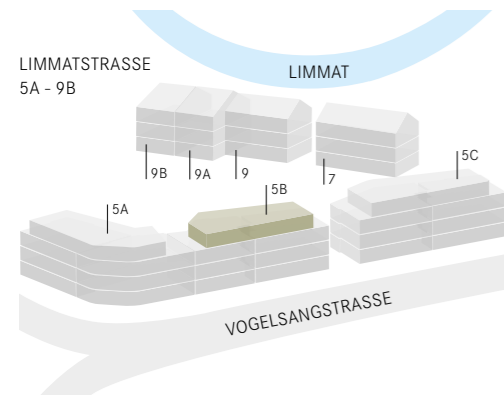 LIMMATSTRASSE
5A - 9B
LIMMAT
9B
9A
9
7
5C
5B
5A
VOGELSANGSTRASSE